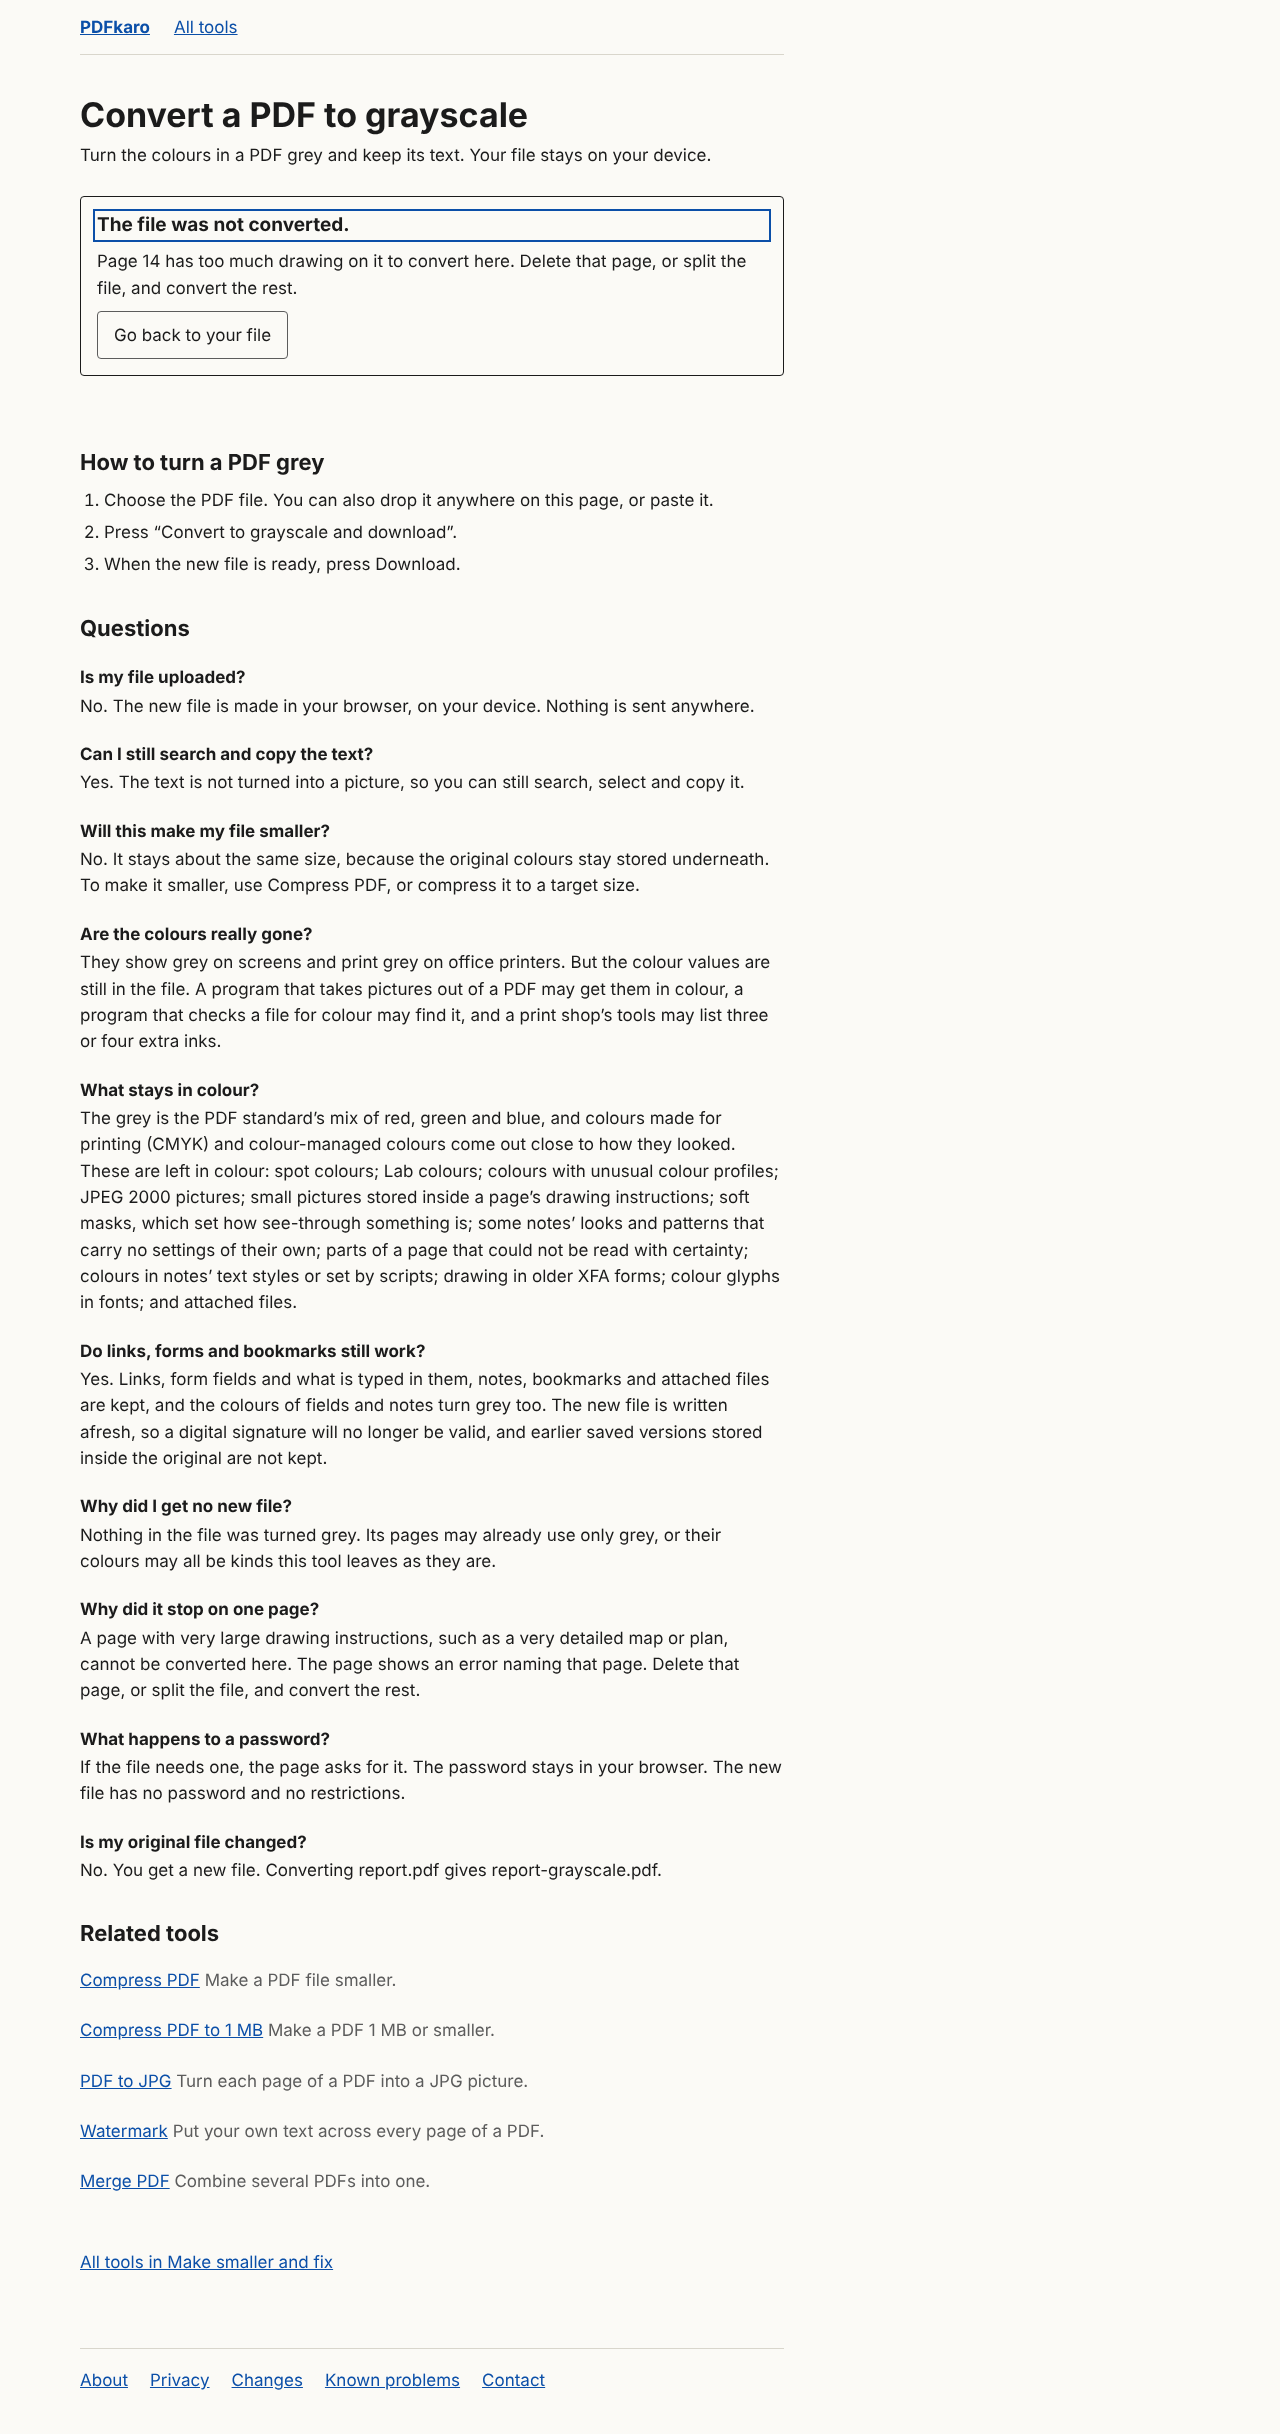 PDFkaro All tools
Convert a PDF to grayscale
Turn the colours in a PDF grey and keep its text. Your file stays on your device.
The file was not converted.
Page 14 has too much drawing on it to convert here. Delete that page, or split the
file, and convert the rest.
Go back to your file
How to turn a PDF grey
1. Choose the PDF file. You can also drop it anywhere on this page, or paste it.
2. Press “Convert to grayscale and download”.
3. When the new file is ready, press Download.
Questions
Is my file uploaded?
No. The new file is made in your browser, on your device. Nothing is sent anywhere.
Can I still search and copy the text?
Yes. The text is not turned into a picture, so you can still search, select and copy it.
Will this make my file smaller?
No. It stays about the same size, because the original colours stay stored underneath.
To make it smaller, use Compress PDF, or compress it to a target size.
Are the colours really gone?
They show grey on screens and print grey on office printers. But the colour values are
still in the file. A program that takes pictures out of a PDF may get them in colour, a
program that checks a file for colour may find it, and a print shop’s tools may list three
or four extra inks.
What stays in colour?
The grey is the PDF standard’s mix of red, green and blue, and colours made for
printing (CMYK) and colour-managed colours come out close to how they looked.
These are left in colour: spot colours; Lab colours; colours with unusual colour profiles;
JPEG 2000 pictures; small pictures stored inside a page’s drawing instructions; soft
masks, which set how see-through something is; some notes’ looks and patterns that
carry no settings of their own; parts of a page that could not be read with certainty;
colours in notes’ text styles or set by scripts; drawing in older XFA forms; colour glyphs
in fonts; and attached files.
Do links, forms and bookmarks still work?
Yes. Links, form fields and what is typed in them, notes, bookmarks and attached files
are kept, and the colours of fields and notes turn grey too. The new file is written
afresh, so a digital signature will no longer be valid, and earlier saved versions stored
inside the original are not kept.
Why did I get no new file?
Nothing in the file was turned grey. Its pages may already use only grey, or their
colours may all be kinds this tool leaves as they are.
Why did it stop on one page?
A page with very large drawing instructions, such as a very detailed map or plan,
cannot be converted here. The page shows an error naming that page. Delete that
page, or split the file, and convert the rest.
What happens to a password?
If the file needs one, the page asks for it. The password stays in your browser. The new
file has no password and no restrictions.
Is my original file changed?
No. You get a new file. Converting report.pdf gives report-grayscale.pdf.
Related tools
Compress PDF Make a PDF file smaller.
Compress PDF to 1 MB Make a PDF 1 MB or smaller.
PDF to JPG Turn each page of a PDF into a JPG picture.
Watermark Put your own text across every page of a PDF.
Merge PDF Combine several PDFs into one.
All tools in Make smaller and fix
About Privacy Changes Known problems Contact